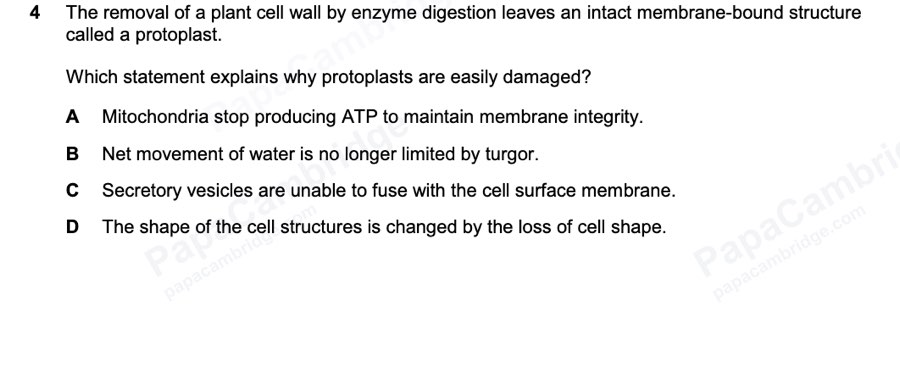 4 The removal of a plant cell wall by enzyme digestion leaves an intact membrane-bound structure
called a protoplast.
Which statement explains why protoplasts are easily damaged?
A Mitochondria stop producing ATP to maintain membrane integrity.
B Net movement of water is no longer limited by turgor.
C Secretory vesicles are unable to fuse with the cell surface membrane.
D The shape of the cell structures is changed by the loss of cell shape.
PapaCambridge
papacambridge.com
PapaCambri
papacambridge.com